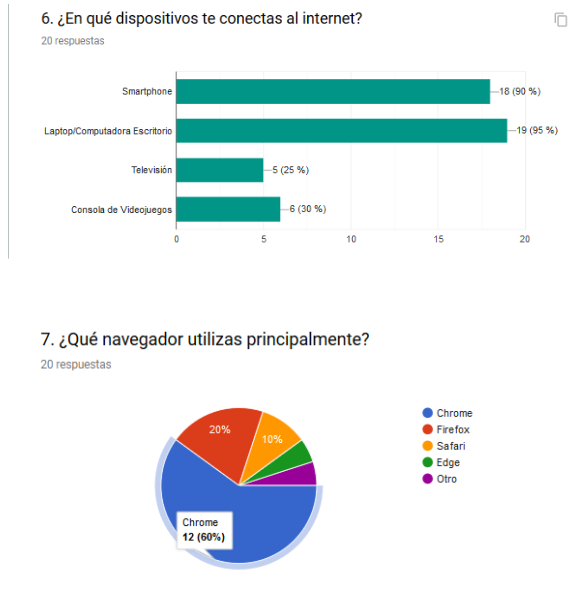 6. ¿En qué dispositivos te conectas al internet?
20 respuestas
Smartphone
18 (90 %)
Laptop/Computadora Escritorio
19 (95 %)
Televisión
5 (25 %)
Consola de Videojuegos
6 (30 %)
0 5 10 15 20
7. ¿Qué navegador utilizas principalmente?
20 respuestas
20%
10%
Chrome
12 (60%)
Chrome
Firefox
Safari
Edge
Otro